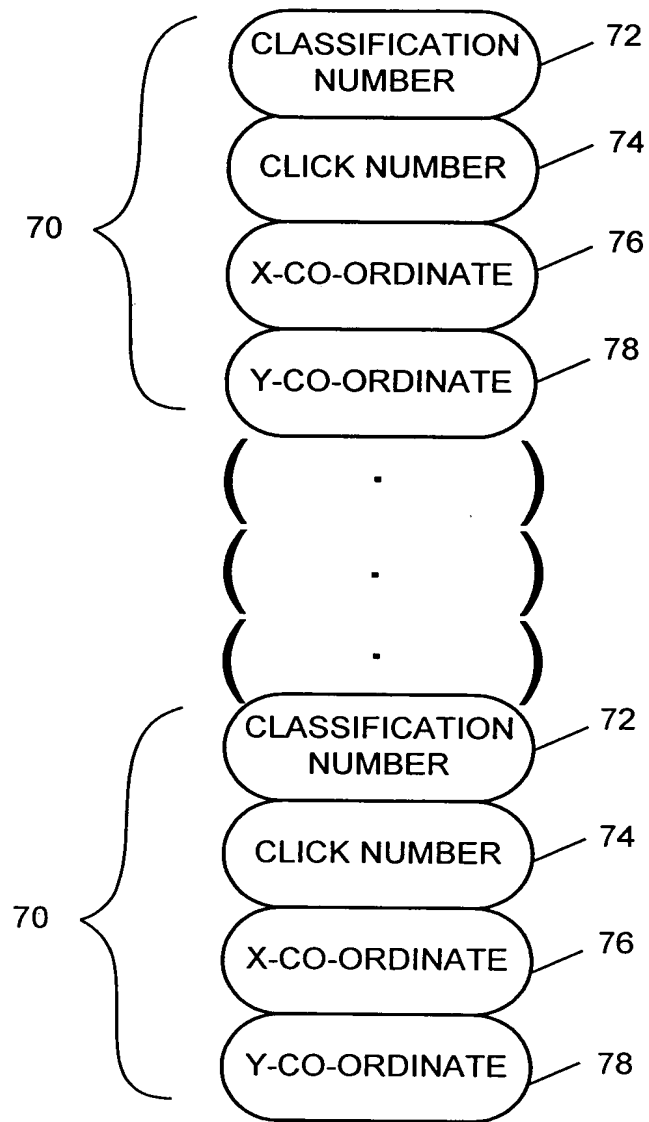 CLASSIFICATION
NUMBER
72
CLICK NUMBER
74
70
X-CO-ORDINATE
76
Y-CO-ORDINATE
78
CLASSIFICATION
NUMBER
72
CLICK NUMBER
74
70
X-CO-ORDINATE
76
Y-CO-ORDINATE
78